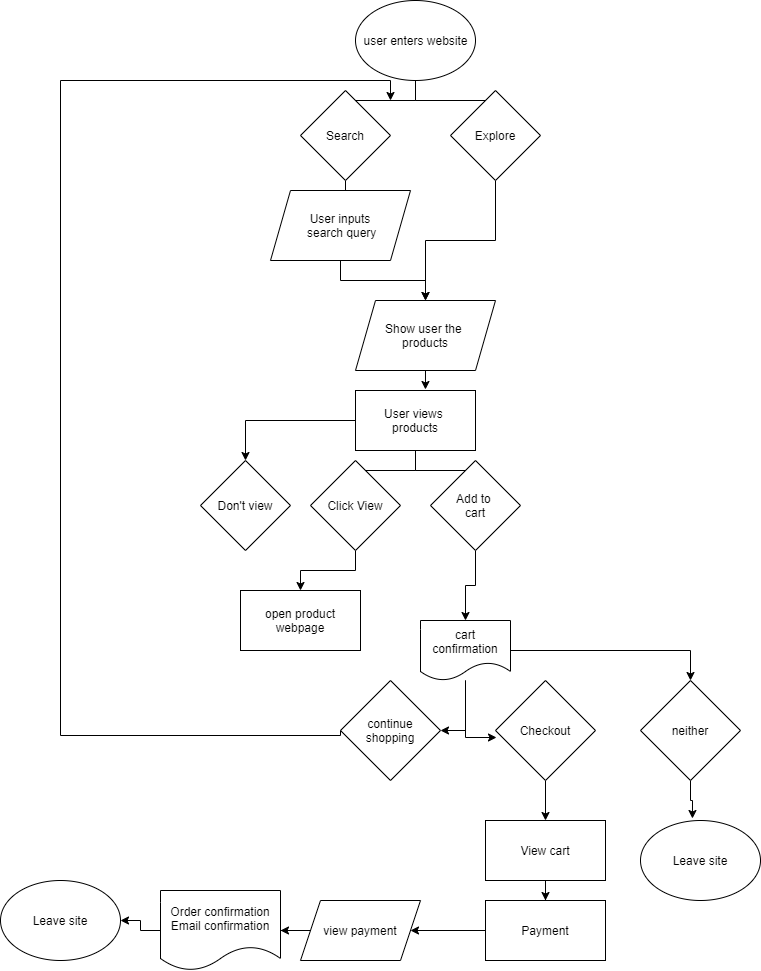 user enters website
Search
Explore
User inputs
search query
Show user the
products
User views
products
Don't view
Click View
Add to
cart
open product
webpage
cart
confirmation
continue
shopping
Checkout
neither
View cart
Leave site
Leave site
Order confirmation
Email confirmation
view payment
Payment